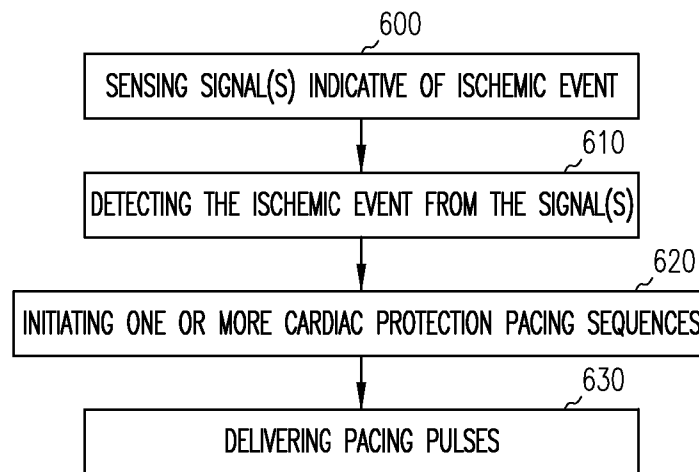 600
SENSING SIGNAL(S) INDICATIVE OF ISCHEMIC EVENT
610
DETECTING THE ISCHEMIC EVENT FROM THE SIGNAL(S)
620
INITIATING ONE OR MORE CARDIAC PROTECTION PACING SEQUENCES
630
DELIVERING PACING PULSES